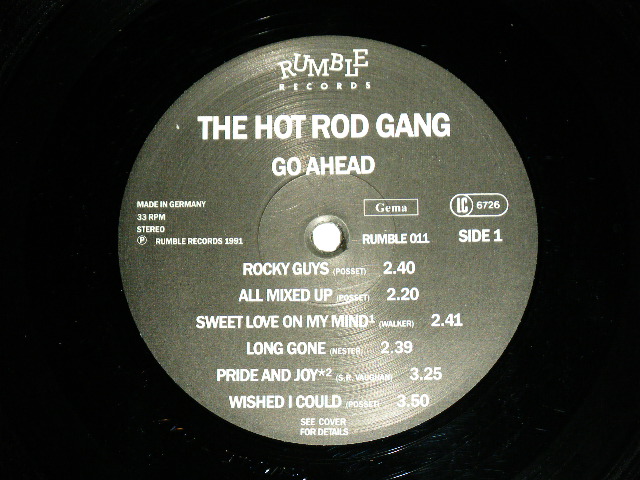 RUMBLE
RECORDS
THE HOT ROD GANG
GO AHEAD
MADE IN GERMANY
33 RPM
STEREO
Ⓟ RUMBLE RECORDS 1991
Gema
LC 6726
RUMBLE 011
SIDE 1
ROCKY GUYS (POSSET) 2.40
ALL MIXED UP (POSSET) 2.20
SWEET LOVE ON MY MIND¹ (WALKER) 2.41
LONG GONE (NESTER) 2.39
PRIDE AND JOY*² (S.R. VAUGHAN) 3.25
WISHED I COULD (POSSET) 3.50
SEE COVER
FOR DETAILS